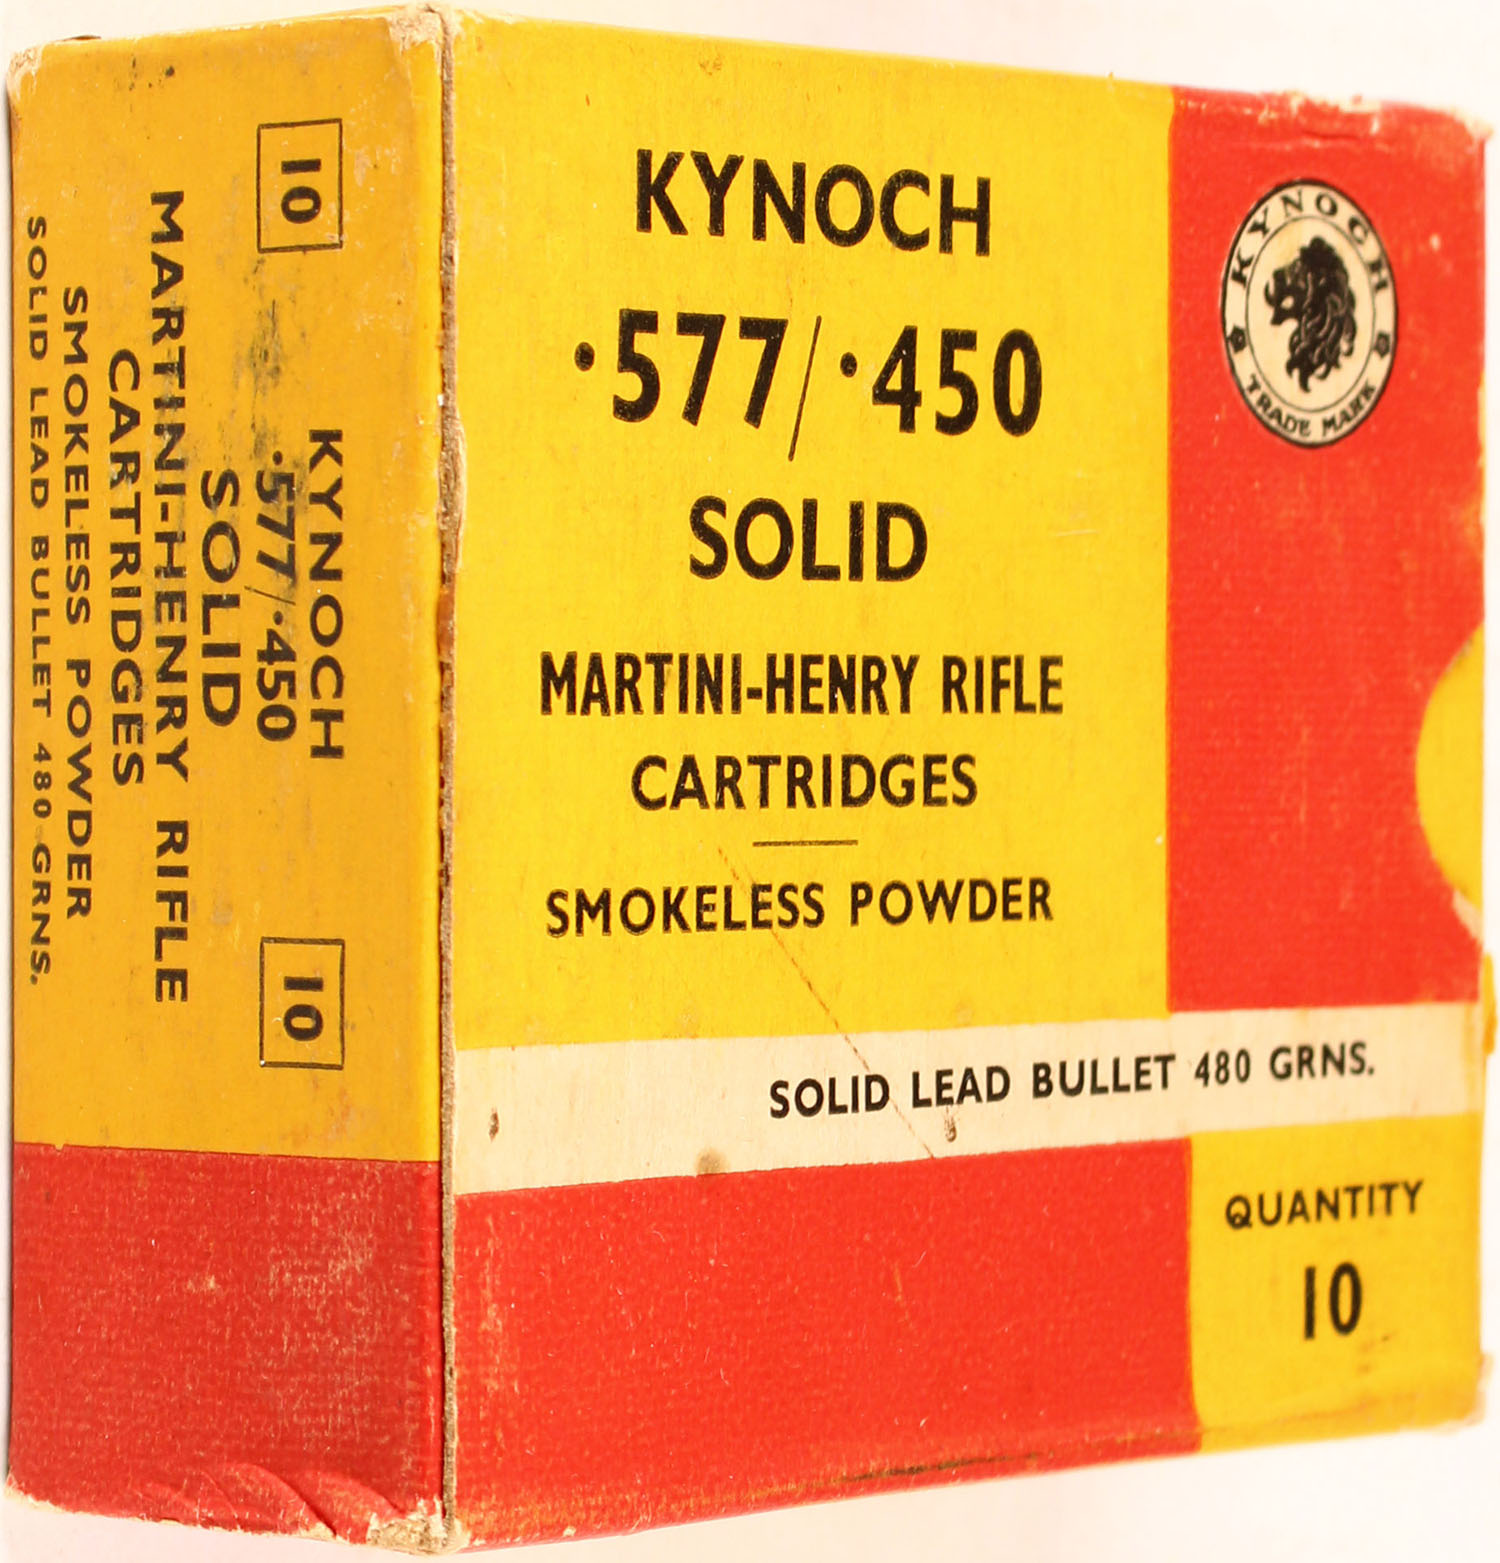 KYNOCH
·577/·450
SOLID
MARTINI-HENRY RIFLE
CARTRIDGES
SMOKELESS POWDER
SOLID LEAD BULLET 480 GRNS.
QUANTITY
10
KYNOCH
TRADE MARK
10
10
KYNOCH
·577/·450
SOLID
MARTINI-HENRY RIFLE
CARTRIDGES
SMOKELESS POWDER
SOLID LEAD BULLET 480 GRNS.